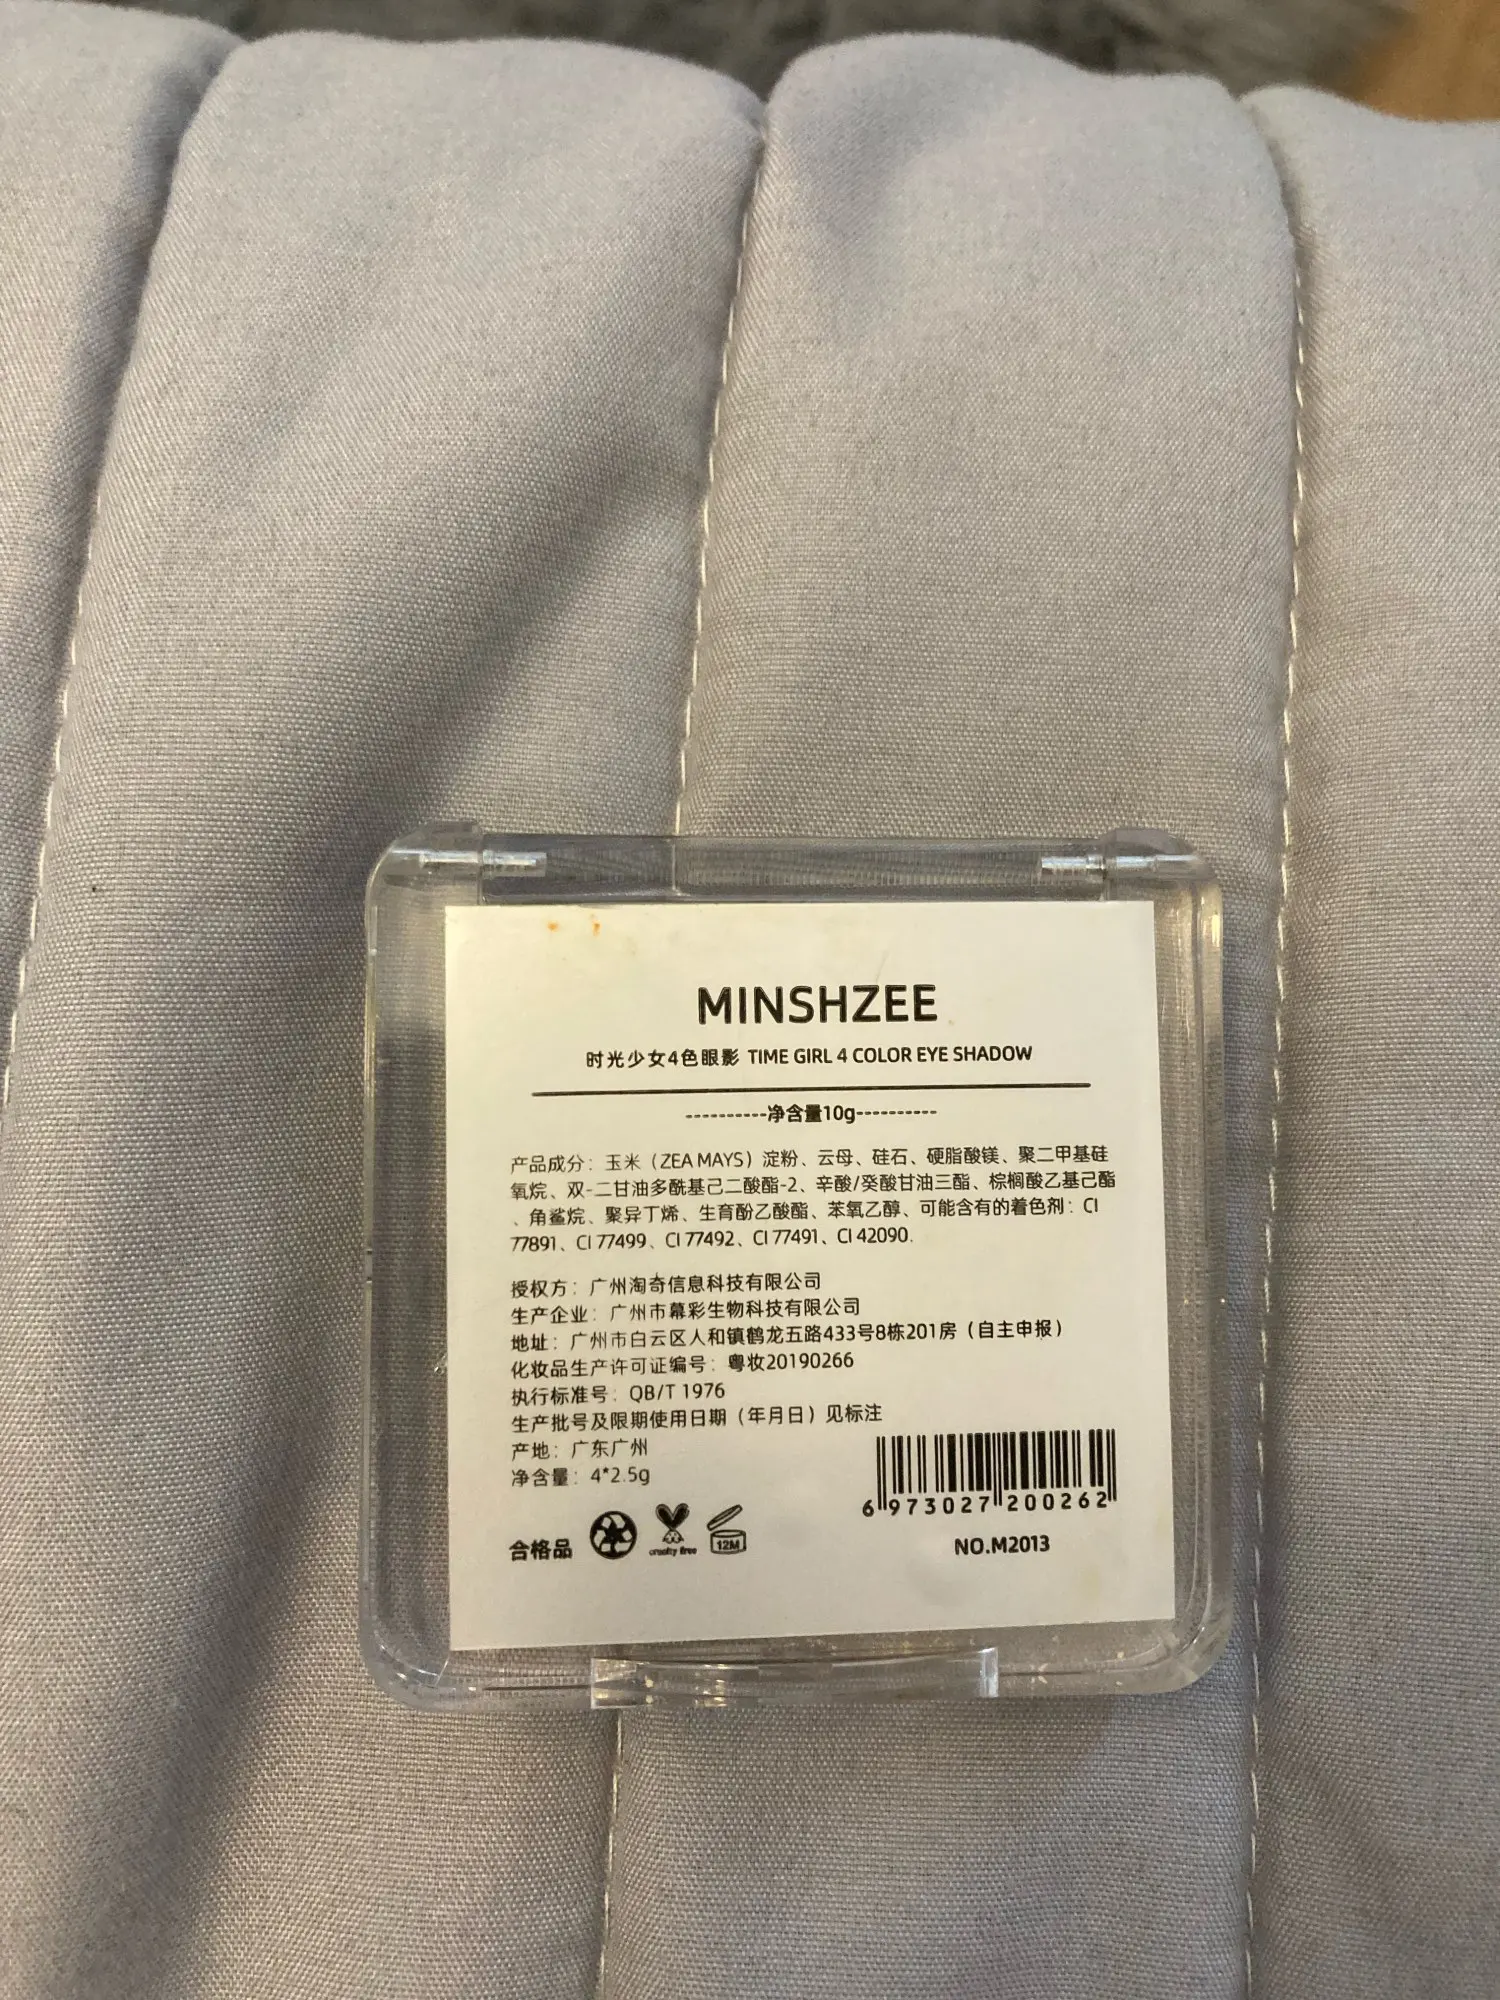 MINSHZEE
时光少女4色眼影 TIME GIRL 4 COLOR EYE SHADOW
----------净含量10g----------
产品成分：玉米（ZEA MAYS）淀粉、云母、硅石、硬脂酸镁、聚二甲基硅
氧烷、双-二甘油多酰基己二酸酯-2、辛酸/癸酸甘油三酯、棕榈酸乙基己酯
、角鲨烷、聚异丁烯、生育酚乙酸酯、苯氧乙醇、可能含有的着色剂：CI
77891、CI 77499、CI 77492、CI 77491、CI 42090.
授权方：广州淘奇信息科技有限公司
生产企业：广州市幕彩生物科技有限公司
地址：广州市白云区人和镇鹤龙五路433号8栋201房（自主申报）
化妆品生产许可证编号：粤妆20190266
执行标准号：QB/T 1976
生产批号及限期使用日期（年月日）见标注
产地：广东广州
净含量：4*2.5g
6 973027 200262
合格品
cruelty free
12M
NO.M2013